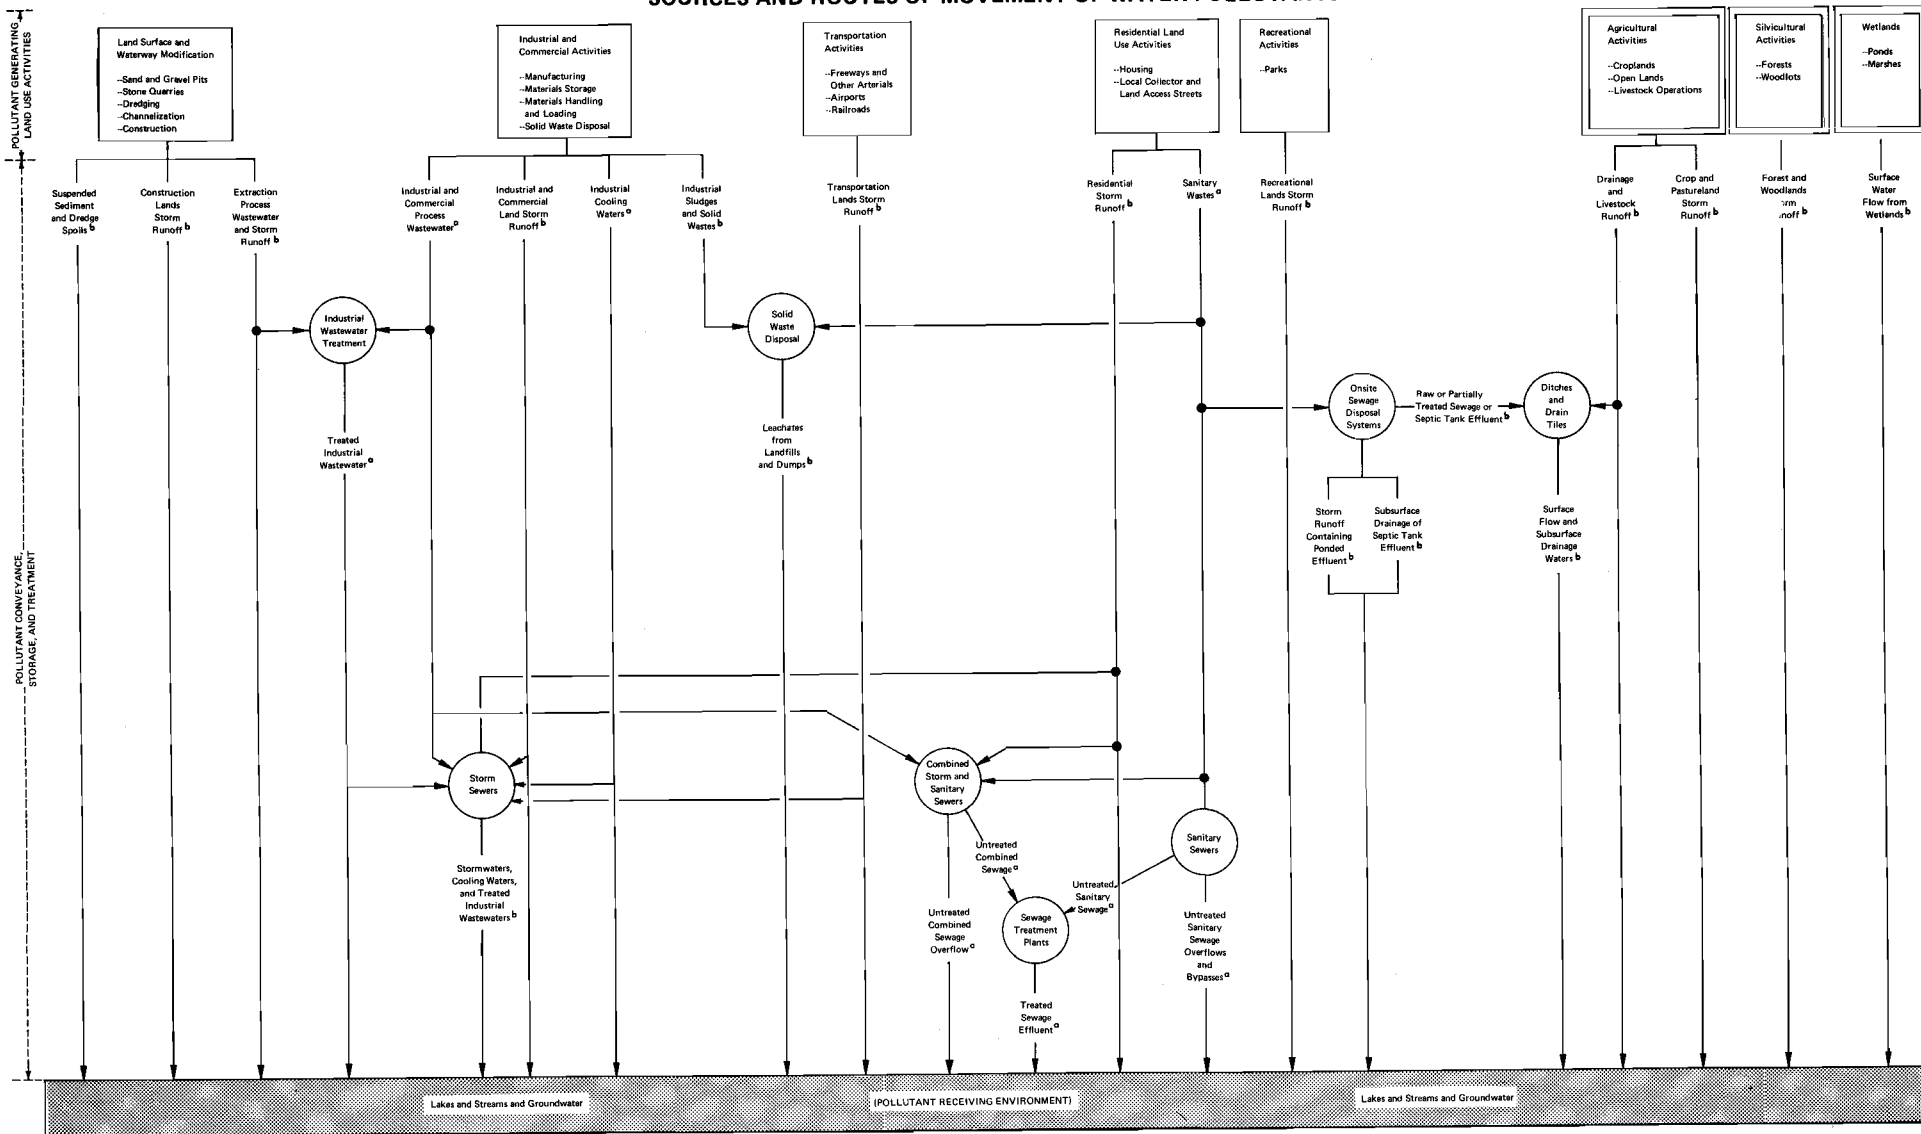 POLLUTANT GENERATING
LAND USE ACTIVITIES
Land Surface and
Waterway Modification
--Sand and Gravel Pits
--Stone Quarries
--Dredging
--Channelization
--Construction
Industrial and
Commercial Activities
--Manufacturing
--Materials Storage
--Materials Handling
and Loading
--Solid Waste Disposal
Transportation
Activities
--Freeways and
Other Arterials
--Airports
--Railroads
Residential Land
Use Activities
--Housing
--Local Collector and
Land Access Streets
Recreational
Activities
--Parks
Agricultural
Activities
--Croplands
--Open Lands
--Livestock Operations
Silvicultural
Activities
--Forests
--Woodlots
Wetlands
--Ponds
--Marshes
POLLUTANT CONVEYANCE,
STORAGE, AND TREATMENT
Suspended
Sediment
and Dredge
Spoils b
Construction
Lands
Storm
Runoff b
Extraction
Process
Wastewater
and Storm
Runoff b
Industrial and
Commercial
Process
Wastewater a
Industrial and
Commercial
Land Storm
Runoff b
Industrial
Cooling
Waters a
Industrial
Sludges
and Solid
Wastes b
Transportation
Lands Storm
Runoff b
Residential
Storm
Runoff b
Sanitary
Wastes a
Recreational
Lands Storm
Runoff b
Drainage
and
Livestock
Runoff b
Crop and
Pastureland
Storm
Runoff b
Forest and
Woodlands
Surface
Water
Flow from
Wetlands b
Industrial
Wastewater
Treatment
Solid
Waste
Disposal
Onsite
Sewage
Disposal
Systems
Raw or Partially
Treated Sewage or
Septic Tank Effluent b
Ditches
and
Drain
Tiles
Treated
Industrial
Wastewater a
Leachates
from
Landfills
and Dumps b
Storm
Runoff
Containing
Ponded
Effluent b
Subsurface
Drainage of
Septic Tank
Effluent b
Surface
Flow and
Subsurface
Drainage
Waters b
Storm
Sewers
Combined
Storm and
Sanitary
Sewers
Sanitary
Sewers
Stormwaters,
Cooling Waters,
and Treated
Industrial
Wastewaters b
Untreated
Combined
Sewage a
Untreated
Sanitary
Sewage a
Untreated
Combined
Sewage
Overflow a
Sewage
Treatment
Plants
Untreated
Sanitary
Sewage
Overflows
and
Bypasses a
Treated
Sewage
Effluent a
Lakes and Streams and Groundwater
(POLLUTANT RECEIVING ENVIRONMENT)
Lakes and Streams and Groundwater